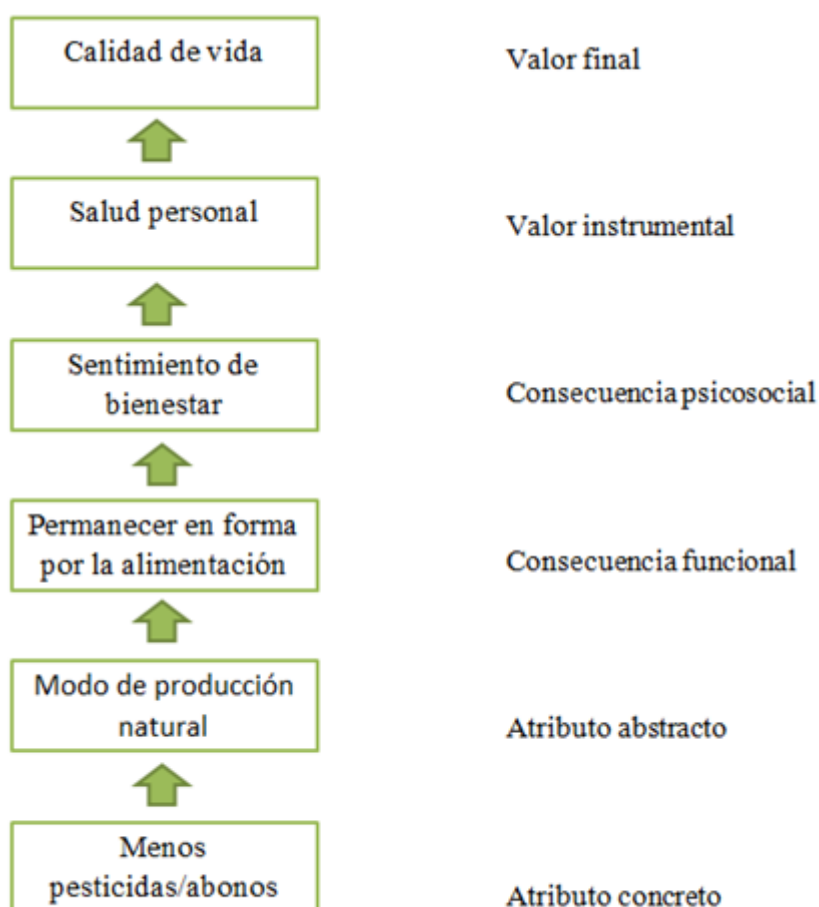 Calidad de vida
Valor final
Salud personal
Valor instrumental
Sentimiento de
bienestar
Consecuencia psicosocial
Permanecer en forma
por la alimentación
Consecuencia funcional
Modo de producción
natural
Atributo abstracto
Menos
pesticidas/abonos
Atributo concreto